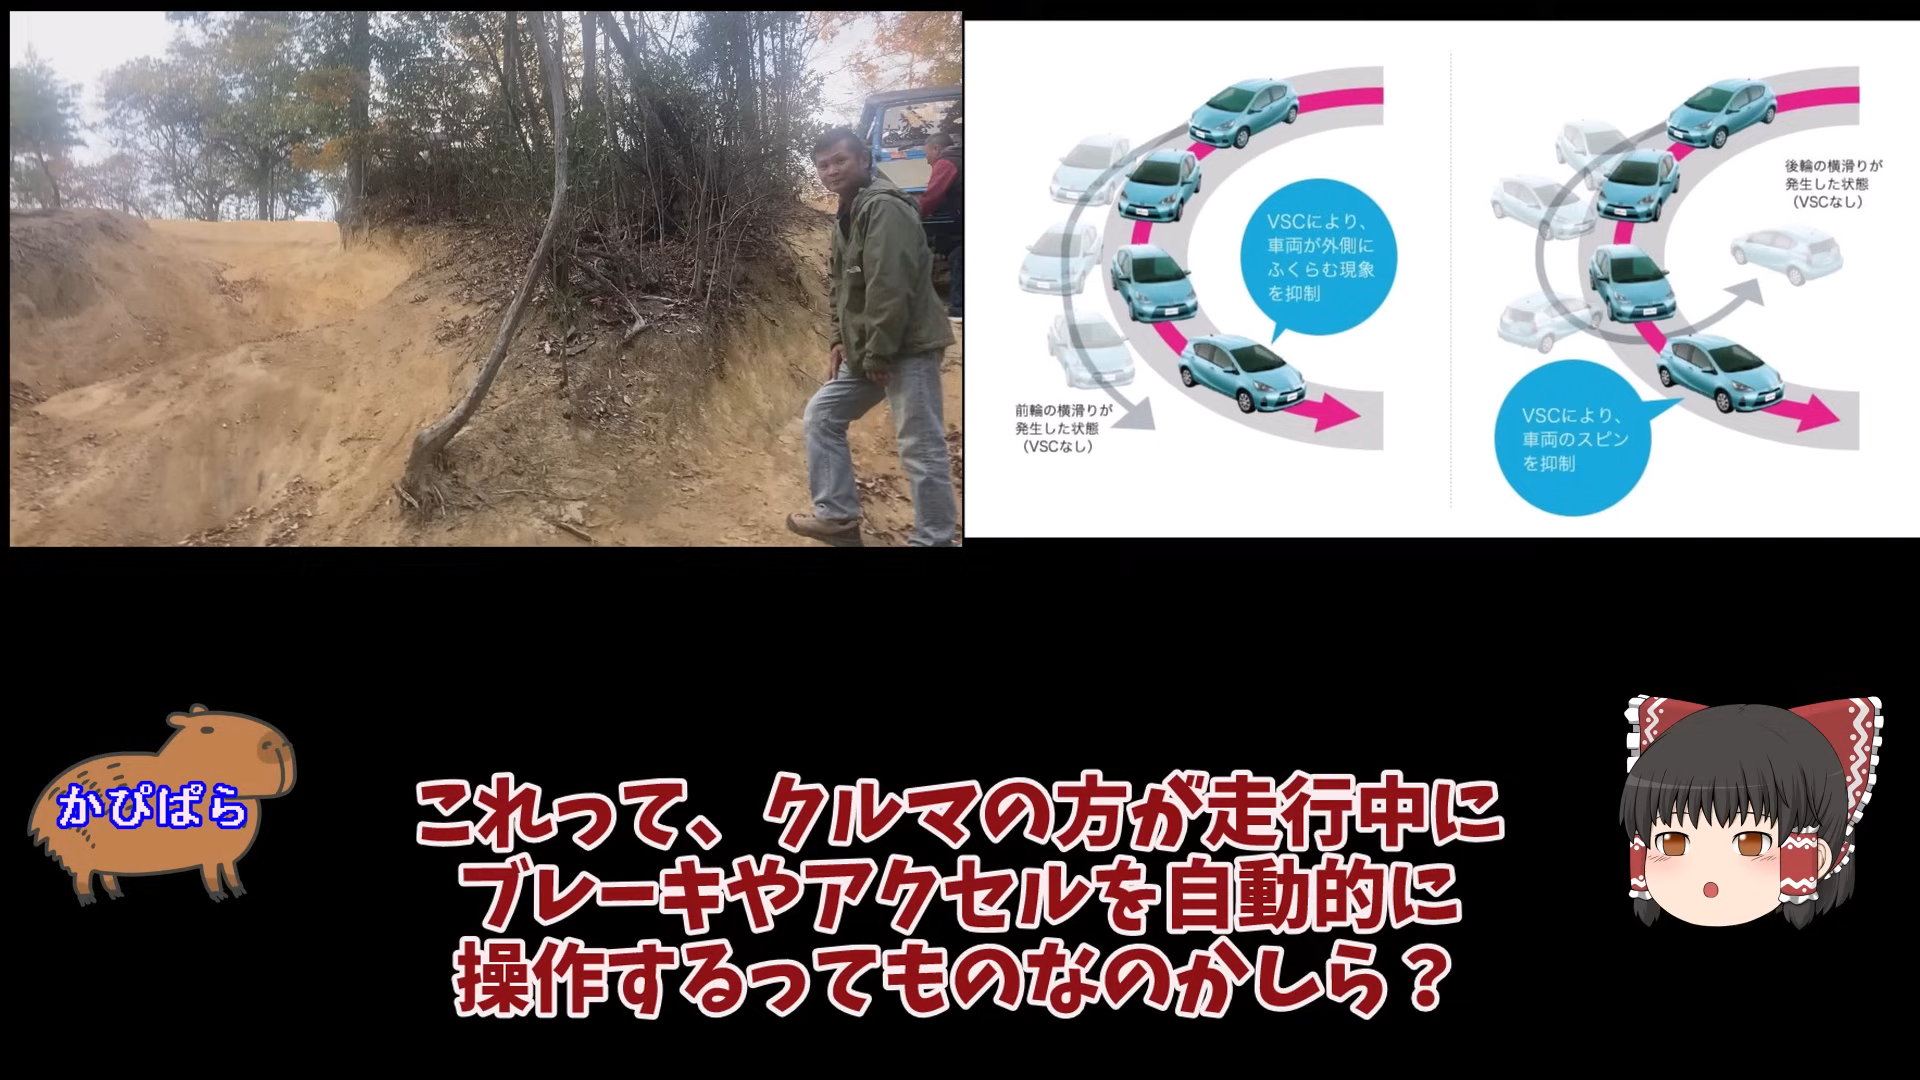 VSCにより、
車両が外側に
ふくらむ現象
を抑制
前輪の横滑りが
発生した状態
（VSCなし）
後輪の横滑りが
発生した状態
（VSCなし）
VSCにより、
車両のスピン
を抑制
かぴぱら
これって、クルマの方が走行中に
ブレーキやアクセルを自動的に
操作するってものなのかしら？